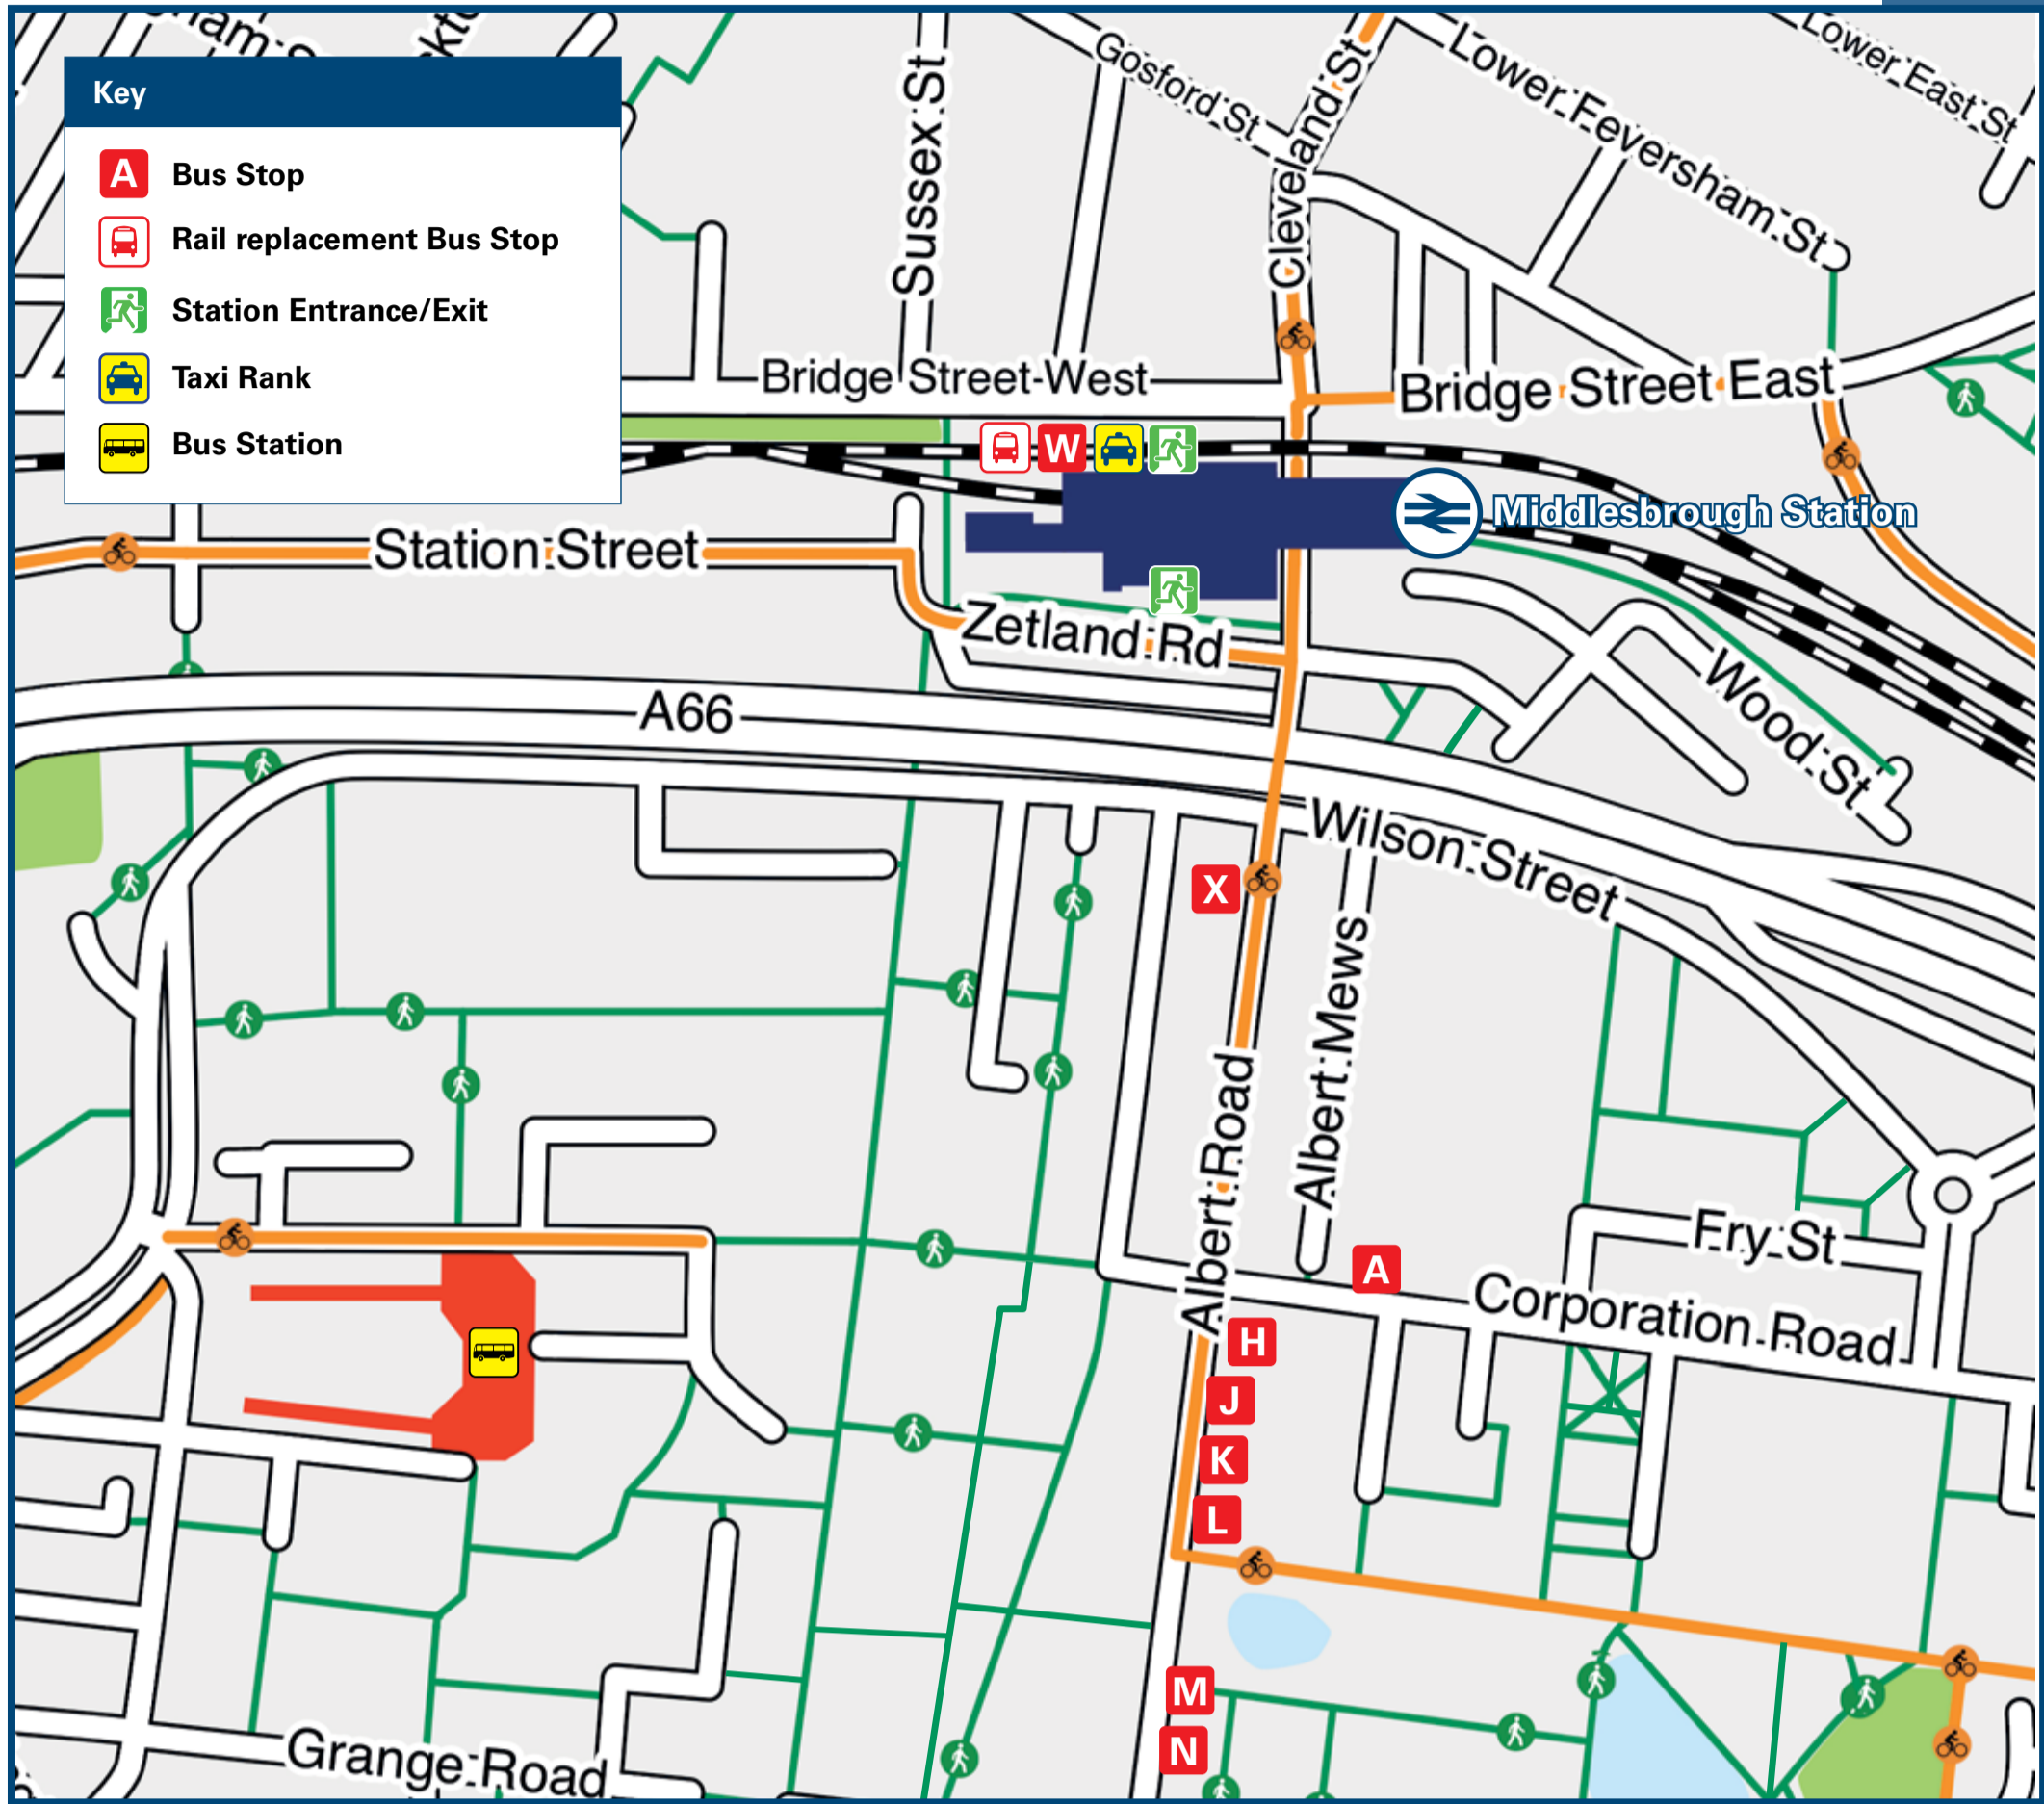 Key
A Bus Stop
Rail replacement Bus Stop
Station Entrance/Exit
Taxi Rank
Bus Station
Sussex St
Gosford St
Cleveland St
Lower Feversham St
Lower East St
Bridge Street West
Bridge Street East
W
Middlesbrough Station
Station Street
Zetland Rd
Wood St
A66
Wilson Street
X
Albert Mews
Albert Road
Fry St
A
Corporation Road
H
J
K
L
M
N
Grange Road